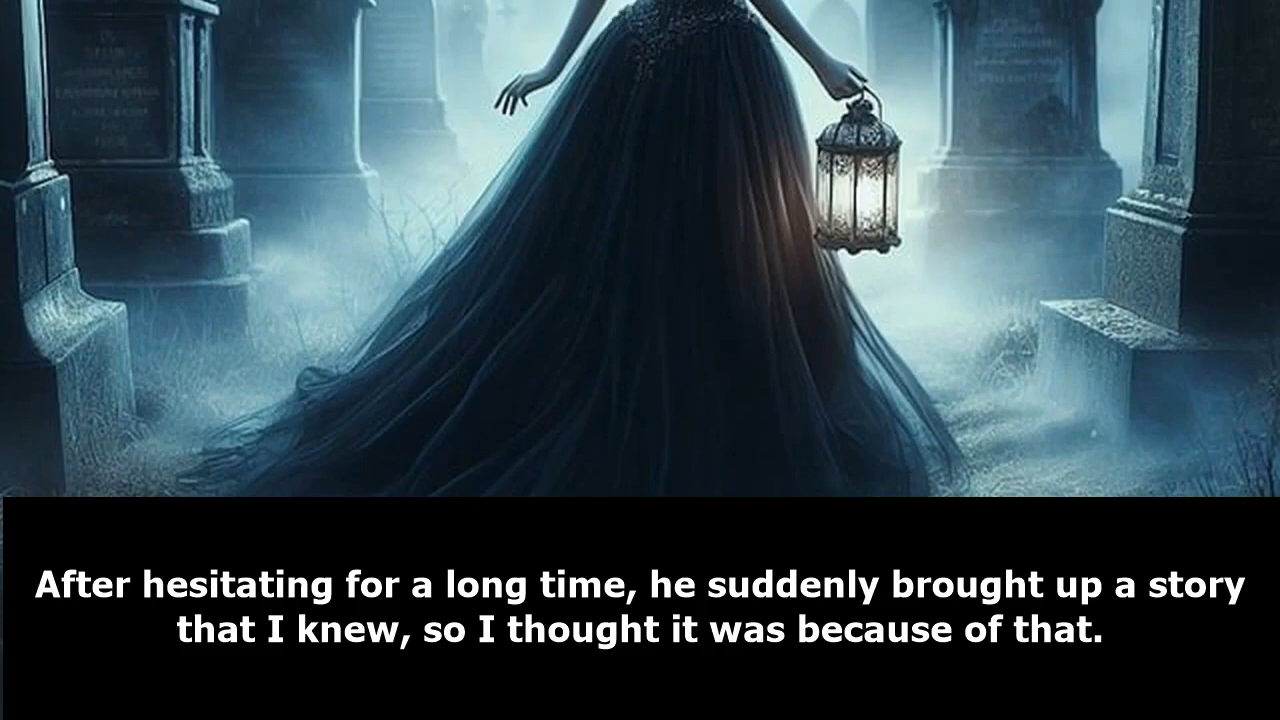 After hesitating for a long time, he suddenly brought up a story
that I knew, so I thought it was because of that.